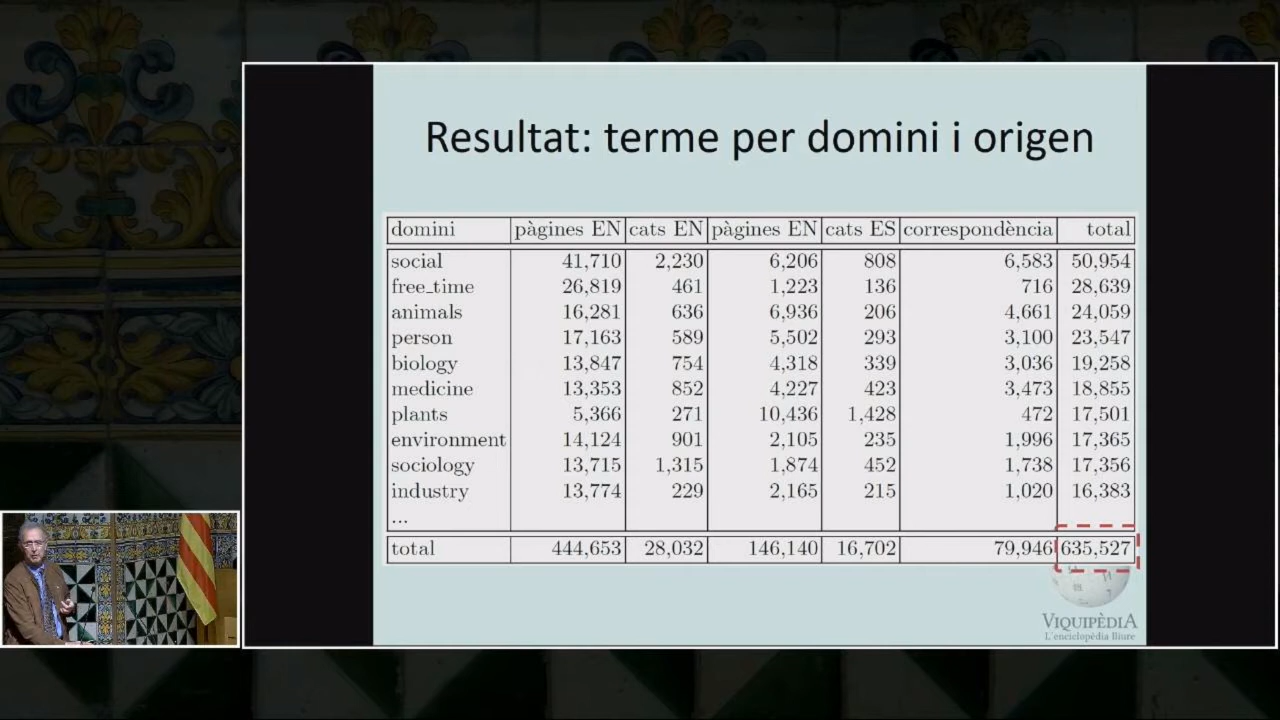 Resultat: terme per domini i origen
domini pàgines EN cats EN pàgines EN cats ES correspondència total
social 41,710 2,230 6,206 808 6,583 50,954
free_time 26,819 461 1,223 136 716 28,639
animals 16,281 636 6,936 206 4,661 24,059
person 17,163 589 5,502 293 3,100 23,547
biology 13,847 754 4,318 339 3,036 19,258
medicine 13,353 852 4,227 423 3,473 18,855
plants 5,366 271 10,436 1,428 472 17,501
environment 14,124 901 2,105 235 1,996 17,365
sociology 13,715 1,315 1,874 452 1,738 17,356
industry 13,774 229 2,165 215 1,020 16,383
...
total 444,653 28,032 146,140 16,702 79,946 635,527
VIQUIPÈDIA
L'enciclopèdia lliure